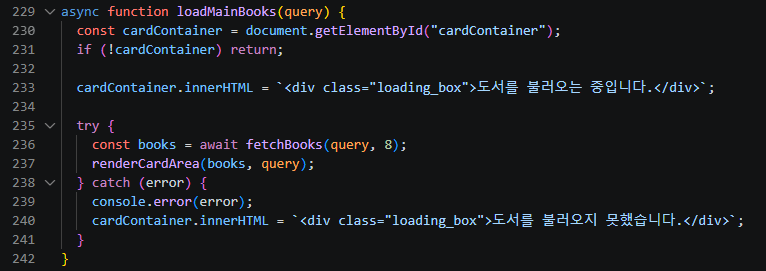 229 async function loadMainBooks(query) {
230   const cardContainer = document.getElementById("cardContainer");
231   if (!cardContainer) return;
232
233   cardContainer.innerHTML = `<div class="loading_box">도서를 불러오는 중입니다.</div>`;
234
235   try {
236     const books = await fetchBooks(query, 8);
237     renderCardArea(books, query);
238   } catch (error) {
239     console.error(error);
240     cardContainer.innerHTML = `<div class="loading_box">도서를 불러오지 못했습니다.</div>`;
241   }
242 }